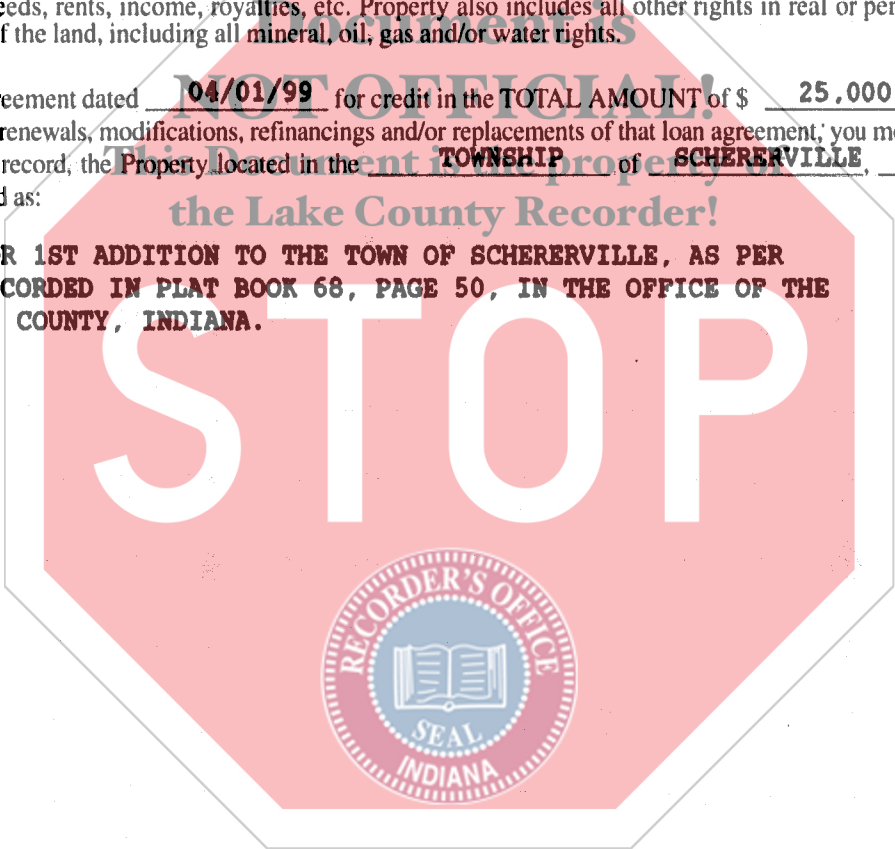 eeds, rents, income, royalties, etc. Property also includes all other rights in real or per
Document is
f the land, including all mineral, oil, gas and/or water rights.
NOT OFFICIAL!
reement dated 04/01/99 for credit in the TOTAL AMOUNT of $ 25,000
renewals, modifications, refinancings and/or replacements of that loan agreement, you mo
This Document is the property of
record, the Property located in the TOWNSHIP of SCHERERVILLE,
d as:
the Lake County Recorder!
R 1ST ADDITION TO THE TOWN OF SCHERERVILLE, AS PER
CORDED IN PLAT BOOK 68, PAGE 50, IN THE OFFICE OF THE
COUNTY, INDIANA.
STOP
RECORDER'S OFFICE
SEAL
INDIANA